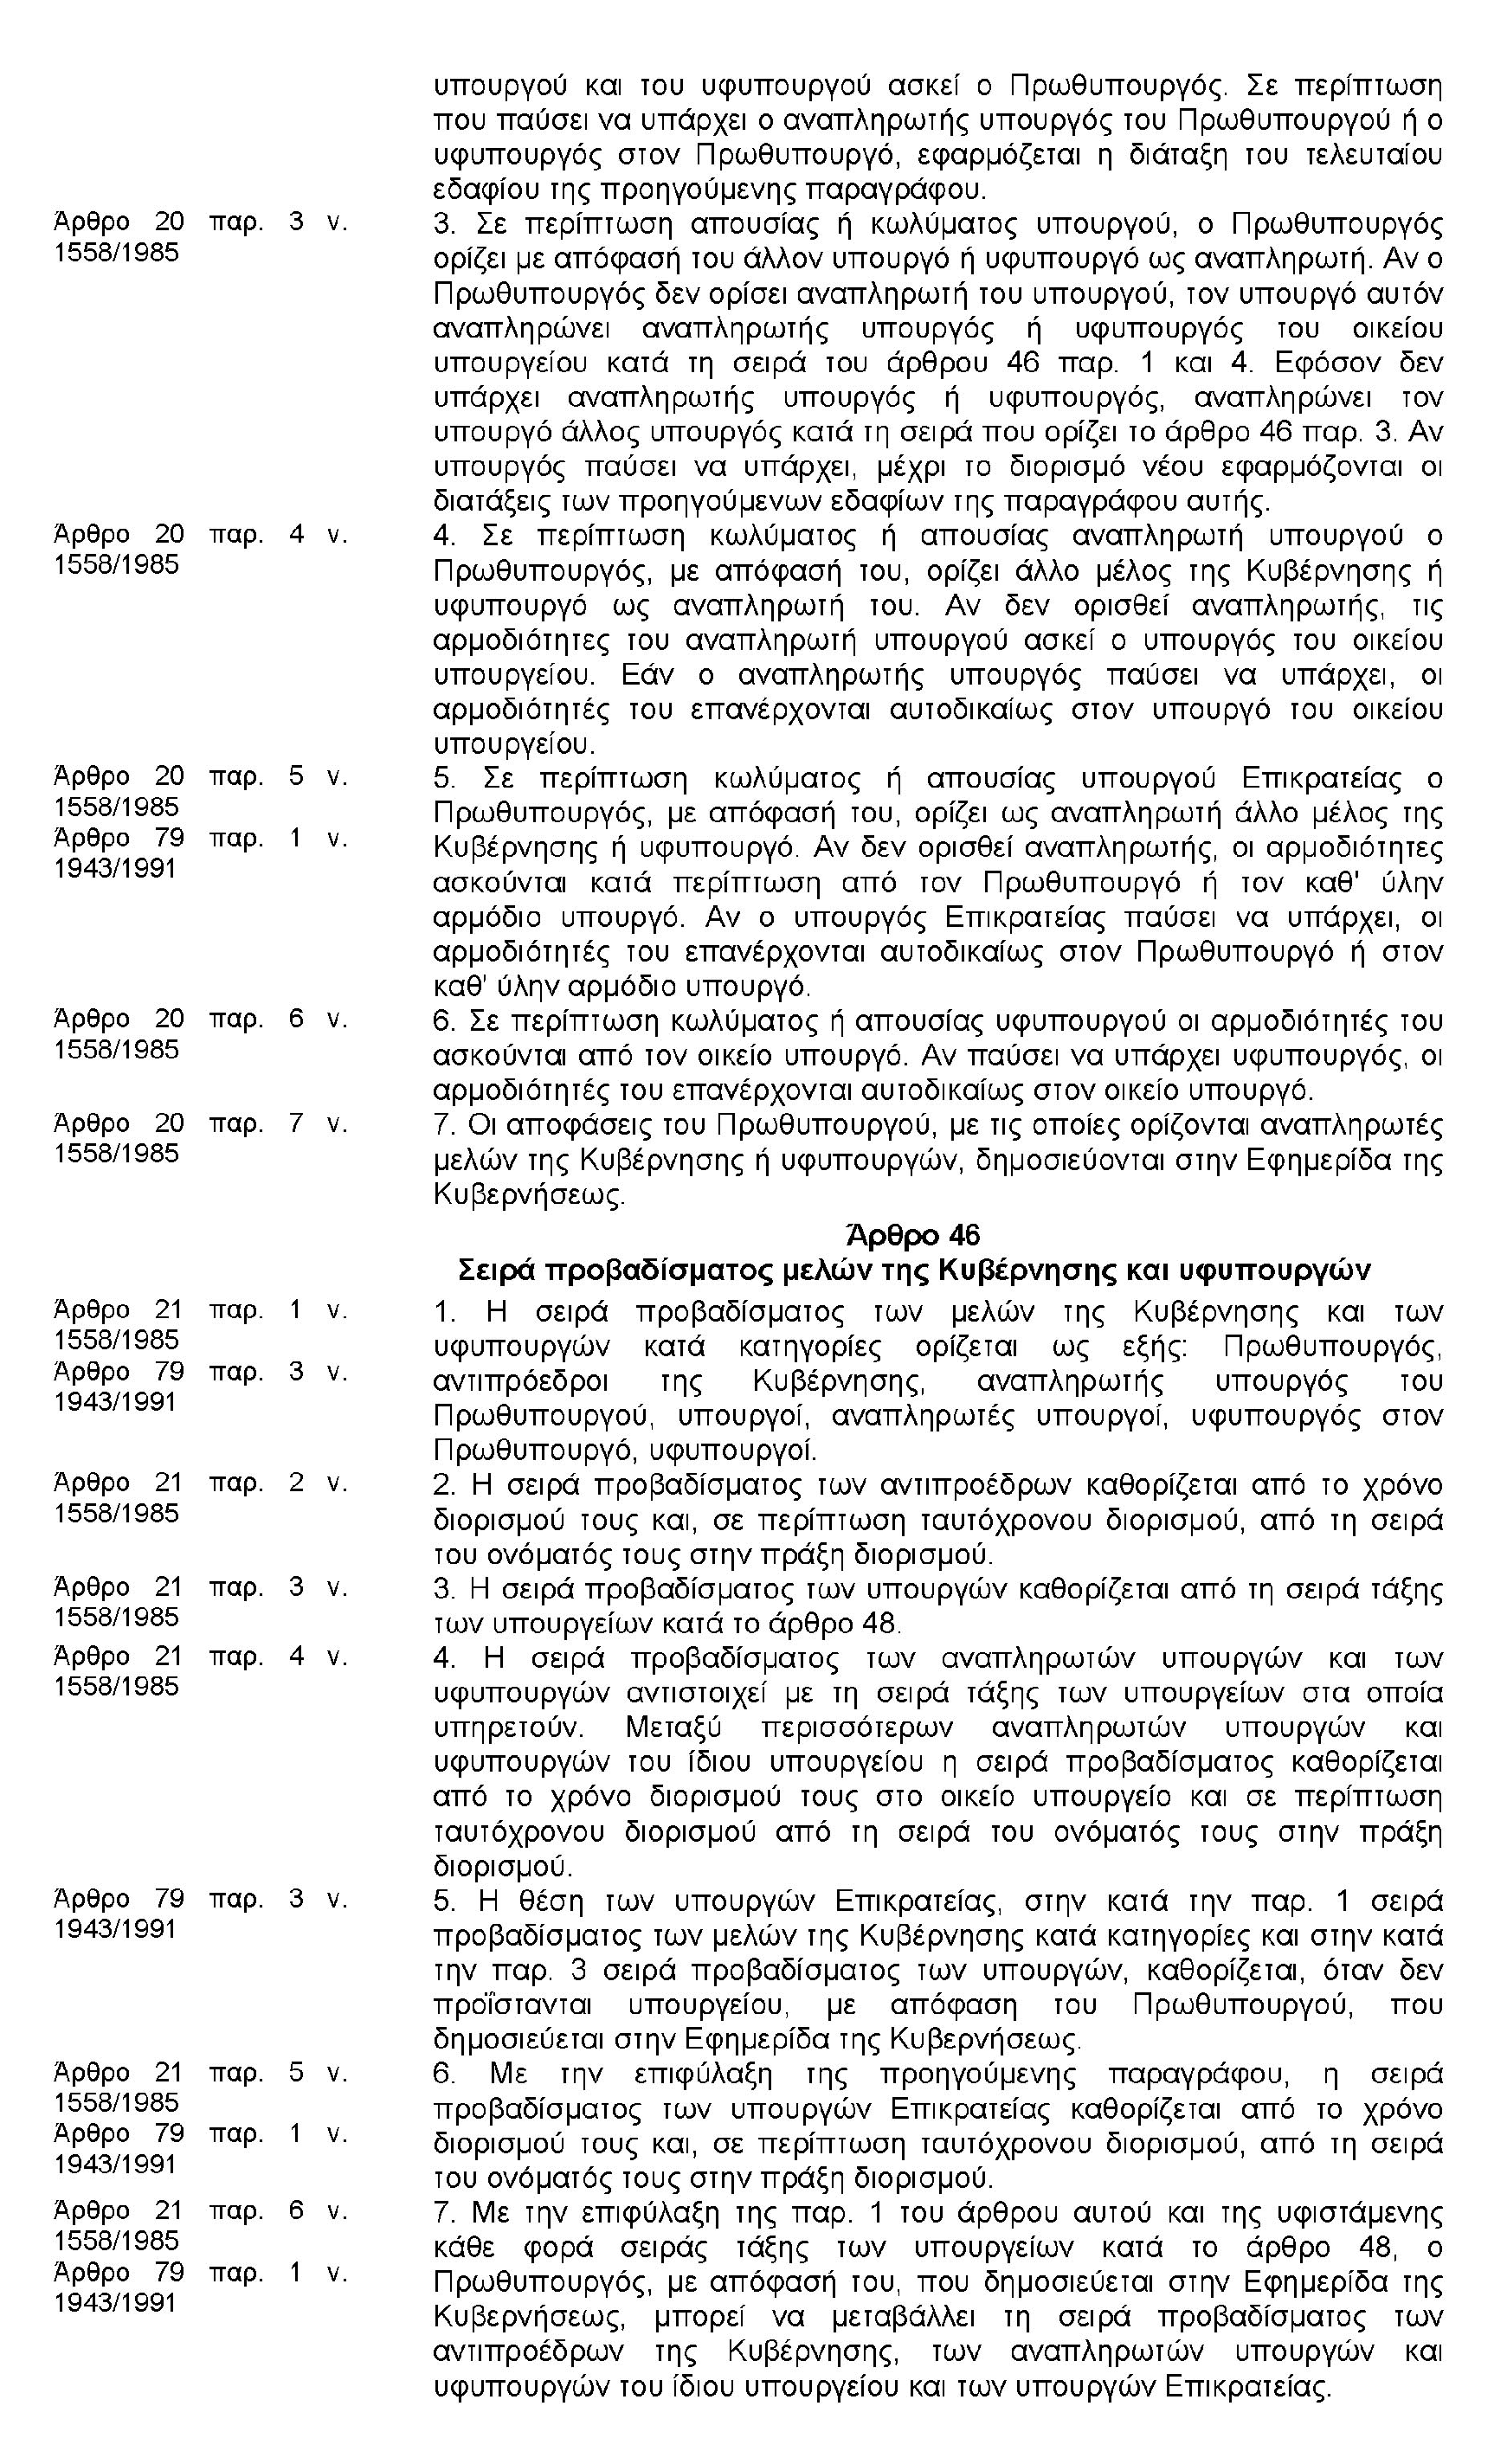 υπουργού και του υφυπουργού ασκεί ο Πρωθυπουργός. Σε περίπτωση
που παύσει να υπάρχει ο αναπληρωτής υπουργός του Πρωθυπουργού ή ο
υφυπουργός στον Πρωθυπουργό, εφαρμόζεται η διάταξη του τελευταίου
εδαφίου της προηγούμενης παραγράφου.
Άρθρο 20 παρ. 3 ν.
1558/1985
3. Σε περίπτωση απουσίας ή κωλύματος υπουργού, ο Πρωθυπουργός
ορίζει με απόφασή του άλλον υπουργό ή υφυπουργό ως αναπληρωτή. Αν ο
Πρωθυπουργός δεν ορίσει αναπληρωτή του υπουργού, τον υπουργό αυτόν
αναπληρώνει αναπληρωτής υπουργός ή υφυπουργός του οικείου
υπουργείου κατά τη σειρά του άρθρου 46 παρ. 1 και 4. Εφόσον δεν
υπάρχει αναπληρωτής υπουργός ή υφυπουργός, αναπληρώνει τον
υπουργό άλλος υπουργός κατά τη σειρά που ορίζει το άρθρο 46 παρ. 3. Αν
υπουργός παύσει να υπάρχει, μέχρι το διορισμό νέου εφαρμόζονται οι
διατάξεις των προηγούμενων εδαφίων της παραγράφου αυτής.
Άρθρο 20 παρ. 4 ν.
1558/1985
4. Σε περίπτωση κωλύματος ή απουσίας αναπληρωτή υπουργού ο
Πρωθυπουργός, με απόφασή του, ορίζει άλλο μέλος της Κυβέρνησης ή
υφυπουργό ως αναπληρωτή του. Αν δεν ορισθεί αναπληρωτής, τις
αρμοδιότητες του αναπληρωτή υπουργού ασκεί ο υπουργός του οικείου
υπουργείου. Εάν ο αναπληρωτής υπουργός παύσει να υπάρχει, οι
αρμοδιότητές του επανέρχονται αυτοδικαίως στον υπουργό του οικείου
υπουργείου.
Άρθρο 20 παρ. 5 ν.
1558/1985
Άρθρο 79 παρ. 1 ν.
1943/1991
5. Σε περίπτωση κωλύματος ή απουσίας υπουργού Επικρατείας ο
Πρωθυπουργός, με απόφασή του, ορίζει ως αναπληρωτή άλλο μέλος της
Κυβέρνησης ή υφυπουργό. Αν δεν ορισθεί αναπληρωτής, οι αρμοδιότητες
ασκούνται κατά περίπτωση από τον Πρωθυπουργό ή τον καθ' ύλην
αρμόδιο υπουργό. Αν ο υπουργός Επικρατείας παύσει να υπάρχει, οι
αρμοδιότητές του επανέρχονται αυτοδικαίως στον Πρωθυπουργό ή στον
καθ' ύλην αρμόδιο υπουργό.
Άρθρο 20 παρ. 6 ν.
1558/1985
6. Σε περίπτωση κωλύματος ή απουσίας υφυπουργού οι αρμοδιότητές του
ασκούνται από τον οικείο υπουργό. Αν παύσει να υπάρχει υφυπουργός, οι
αρμοδιότητές του επανέρχονται αυτοδικαίως στον οικείο υπουργό.
Άρθρο 20 παρ. 7 ν.
1558/1985
7. Οι αποφάσεις του Πρωθυπουργού, με τις οποίες ορίζονται αναπληρωτές
μελών της Κυβέρνησης ή υφυπουργών, δημοσιεύονται στην Εφημερίδα της
Κυβερνήσεως.
Άρθρο 46
Σειρά προβαδίσματος μελών της Κυβέρνησης και υφυπουργών
Άρθρο 21 παρ. 1 ν.
1558/1985
Άρθρο 79 παρ. 3 ν.
1943/1991
1. Η σειρά προβαδίσματος των μελών της Κυβέρνησης και των
υφυπουργών κατά κατηγορίες ορίζεται ως εξής: Πρωθυπουργός,
αντιπρόεδροι της Κυβέρνησης, αναπληρωτής υπουργός του
Πρωθυπουργού, υπουργοί, αναπληρωτές υπουργοί, υφυπουργός στον
Πρωθυπουργό, υφυπουργοί.
Άρθρο 21 παρ. 2 ν.
1558/1985
2. Η σειρά προβαδίσματος των αντιπροέδρων καθορίζεται από το χρόνο
διορισμού τους και, σε περίπτωση ταυτόχρονου διορισμού, από τη σειρά
του ονόματός τους στην πράξη διορισμού.
Άρθρο 21 παρ. 3 ν.
1558/1985
3. Η σειρά προβαδίσματος των υπουργών καθορίζεται από τη σειρά τάξης
των υπουργείων κατά το άρθρο 48.
Άρθρο 21 παρ. 4 ν.
1558/1985
4. Η σειρά προβαδίσματος των αναπληρωτών υπουργών και των
υφυπουργών αντιστοιχεί με τη σειρά τάξης των υπουργείων στα οποία
υπηρετούν. Μεταξύ περισσότερων αναπληρωτών υπουργών και
υφυπουργών του ίδιου υπουργείου η σειρά προβαδίσματος καθορίζεται
από το χρόνο διορισμού τους στο οικείο υπουργείο και σε περίπτωση
ταυτόχρονου διορισμού από τη σειρά του ονόματός τους στην πράξη
διορισμού.
Άρθρο 79 παρ. 3 ν.
1943/1991
5. Η θέση των υπουργών Επικρατείας, στην κατά την παρ. 1 σειρά
προβαδίσματος των μελών της Κυβέρνησης κατά κατηγορίες και στην κατά
την παρ. 3 σειρά προβαδίσματος των υπουργών, καθορίζεται, όταν δεν
προΐστανται υπουργείου, με απόφαση του Πρωθυπουργού, που
δημοσιεύεται στην Εφημερίδα της Κυβερνήσεως.
Άρθρο 21 παρ. 5 ν.
1558/1985
Άρθρο 79 παρ. 1 ν.
1943/1991
6. Με την επιφύλαξη της προηγούμενης παραγράφου, η σειρά
προβαδίσματος των υπουργών Επικρατείας καθορίζεται από το χρόνο
διορισμού τους και, σε περίπτωση ταυτόχρονου διορισμού, από τη σειρά
του ονόματός τους στην πράξη διορισμού.
Άρθρο 21 παρ. 6 ν.
1558/1985
Άρθρο 79 παρ. 1 ν.
1943/1991
7. Με την επιφύλαξη της παρ. 1 του άρθρου αυτού και της υφιστάμενης
κάθε φορά σειράς τάξης των υπουργείων κατά το άρθρο 48, ο
Πρωθυπουργός, με απόφασή του, που δημοσιεύεται στην Εφημερίδα της
Κυβερνήσεως, μπορεί να μεταβάλλει τη σειρά προβαδίσματος των
αντιπροέδρων της Κυβέρνησης, των αναπληρωτών υπουργών και
υφυπουργών του ίδιου υπουργείου και των υπουργών Επικρατείας.